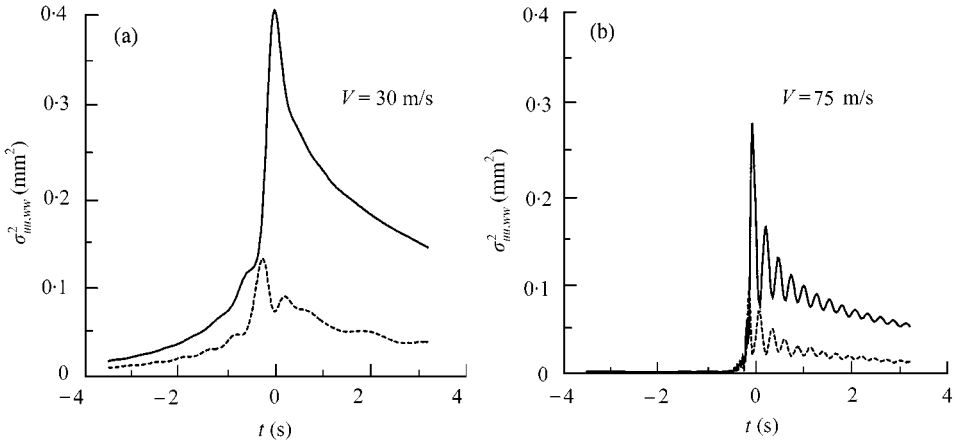 (a)
V = 30 m/s
σ²uu,ww (mm²)
0·4
0·3
0·2
0·1
0
−4
−2
0
2
4
t (s)
(b)
V = 75 m/s
σ²uu,ww (mm²)
0·4
0·3
0·2
0·1
0
−4
−2
0
2
4
t (s)